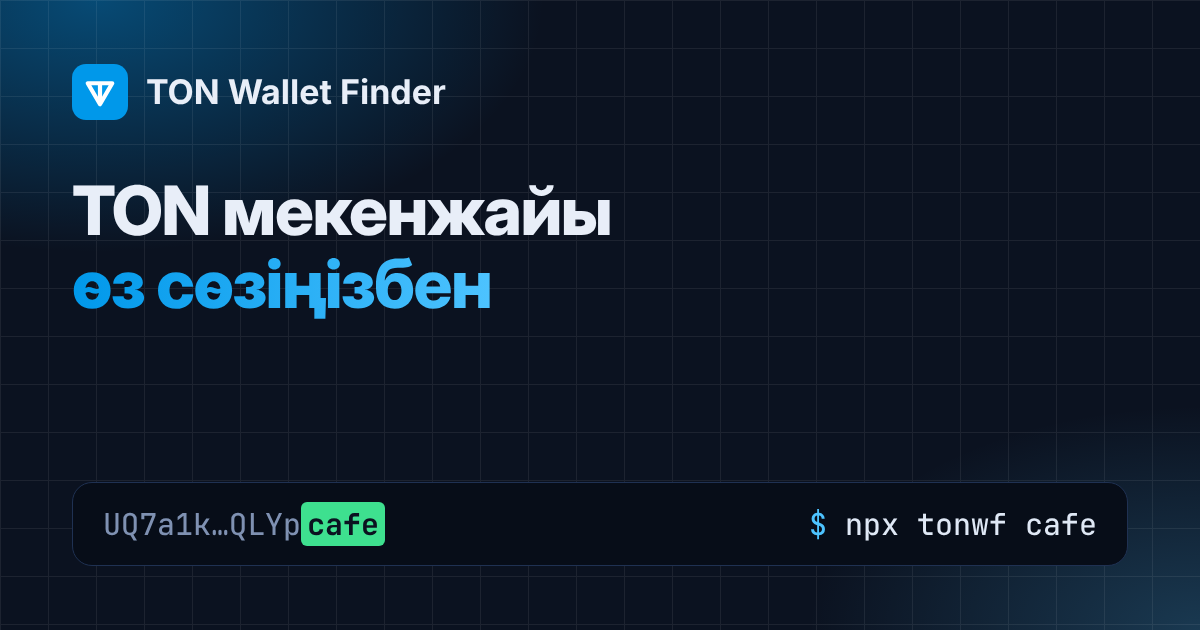 TON Wallet Finder
TON мекенжайы
өз сөзіңізбен
UQ7a1k…QLYpcafe
$ npx tonwf cafe